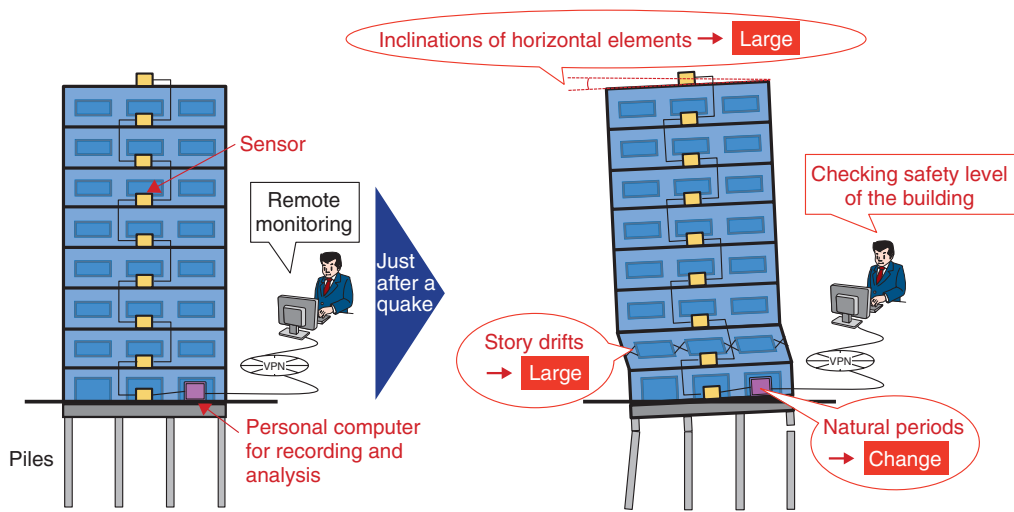 Inclinations of horizontal elements → Large
Sensor
Remote
monitoring
Just
after a
quake
Checking safety level
of the building
Story drifts
→ Large
VPN
VPN
Personal computer
for recording and
analysis
Natural periods
→ Change
Piles